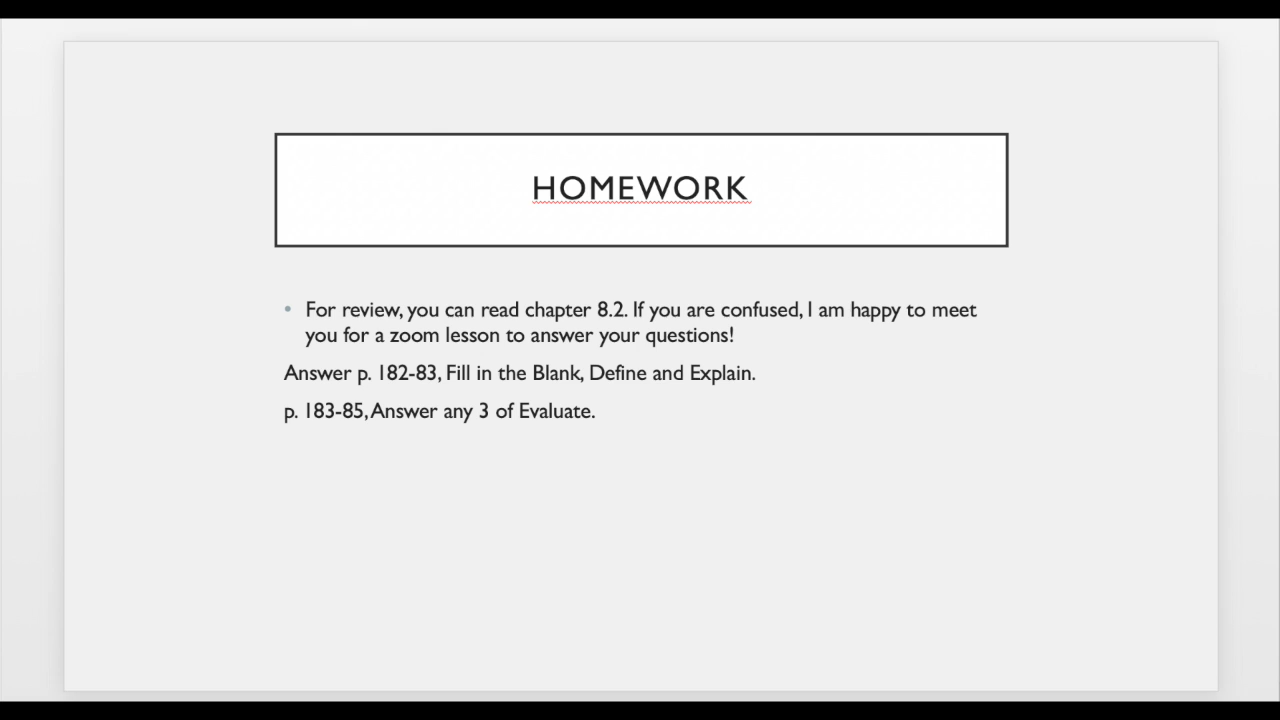 HOMEWORK
• For review, you can read chapter 8.2. If you are confused, I am happy to meet
you for a zoom lesson to answer your questions!
Answer p. 182-83, Fill in the Blank, Define and Explain.
p. 183-85, Answer any 3 of Evaluate.